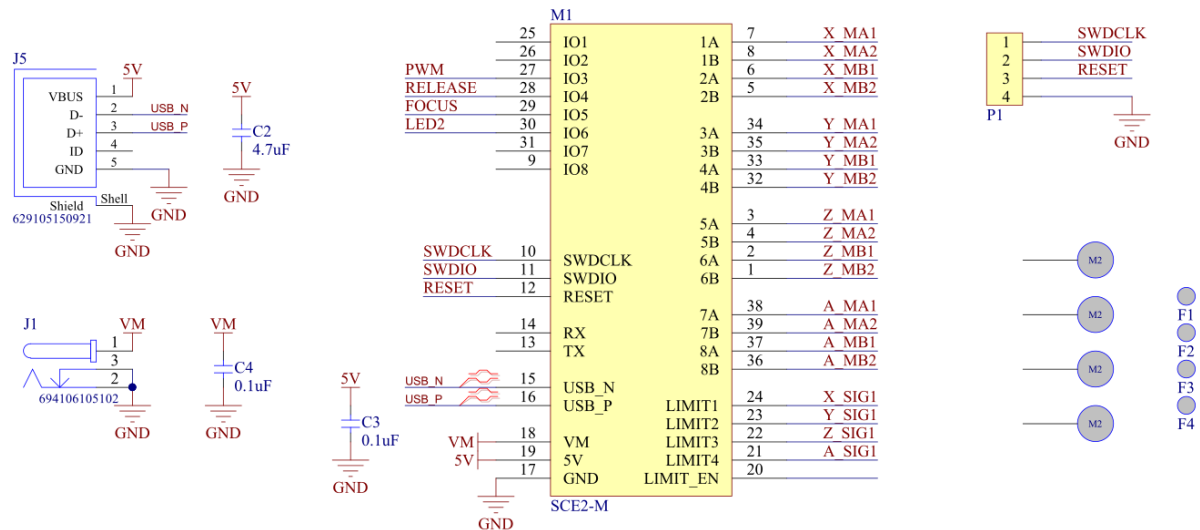 J5
5V
VBUS 1
D- 2 USB_N
D+ 3 USB_P
ID 4
GND 5
Shield Shell
629105150921
GND
GND
5V
C2
4.7uF
GND
J1
VM
1
3
2
694106105102
GND
VM
C4
0.1uF
GND
5V
C3
0.1uF
GND
M1
25 IO1
26 IO2
PWM 27 IO3
RELEASE 28 IO4
FOCUS 29 IO5
LED2 30 IO6
31 IO7
9 IO8
SWDCLK 10 SWDCLK
SWDIO 11 SWDIO
RESET 12 RESET
14 RX
13 TX
USB_N 15 USB_N
USB_P 16 USB_P
VM 18 VM
5V 19 5V
17 GND
GND
1A 7 X_MA1
1B 8 X_MA2
2A 6 X_MB1
2B 5 X_MB2
3A 34 Y_MA1
3B 35 Y_MA2
4A 33 Y_MB1
4B 32 Y_MB2
5A 3 Z_MA1
5B 4 Z_MA2
6A 2 Z_MB1
6B 1 Z_MB2
7A 38 A_MA1
7B 39 A_MA2
8A 37 A_MB1
8B 36 A_MB2
LIMIT1 24 X_SIG1
LIMIT2 23 Y_SIG1
LIMIT3 22 Z_SIG1
LIMIT4 21 A_SIG1
LIMIT_EN 20
SCE2-M
1 SWDCLK
2 SWDIO
3 RESET
4
P1
GND
M2
M2
M2
M2
F1
F2
F3
F4